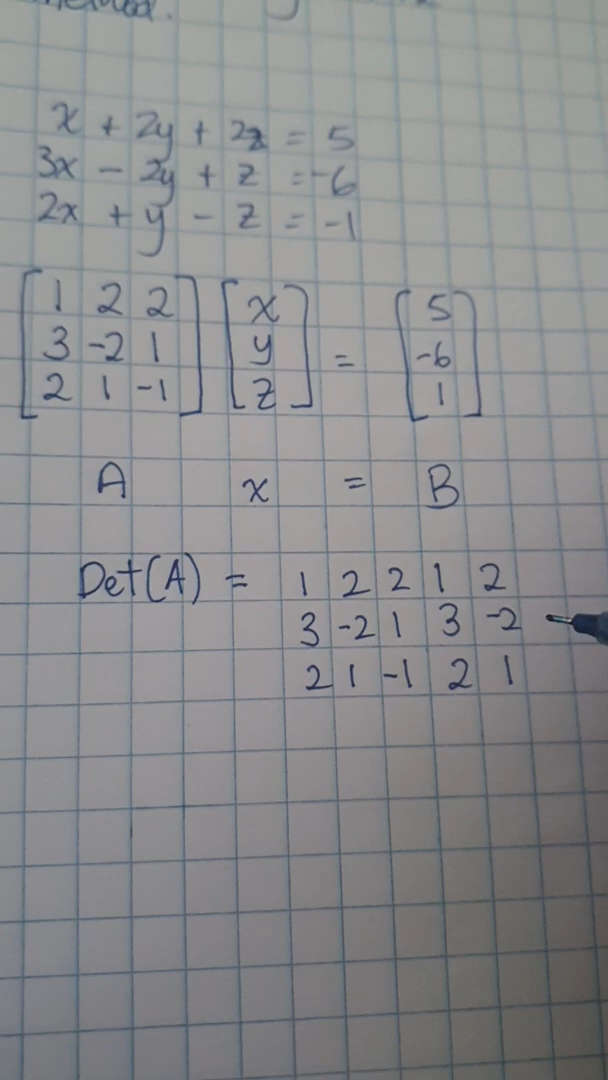 x + 2y + 2z = 5
3x - 2y + z = -6
2x + y - z = -1
[1 2 2] [x] [5]
[3 -2 1] [y] = [-6]
[2 1 -1] [z] [1]
A x = B
Det(A) = 1 2 2 1 2
3 -2 1 3 -2
2 1 -1 2 1